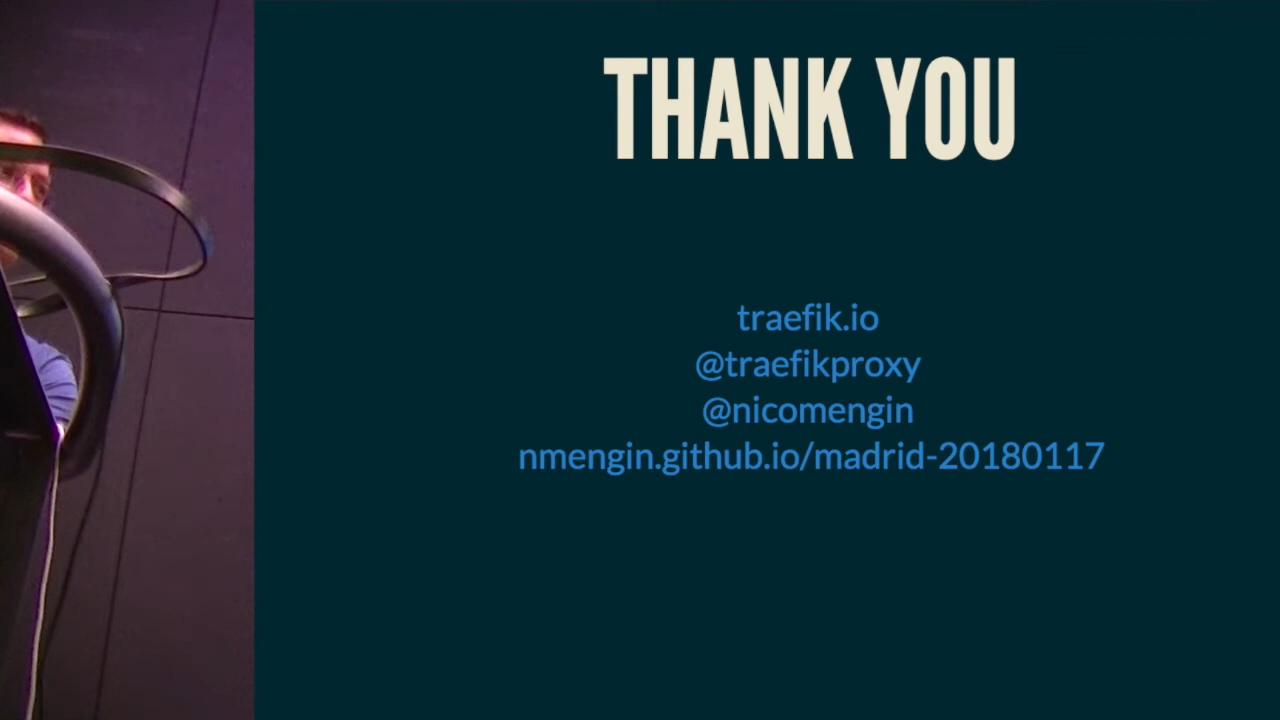 THANK YOU
traefik.io
@traefikproxy
@nicomengin
nmengin.github.io/madrid-20180117